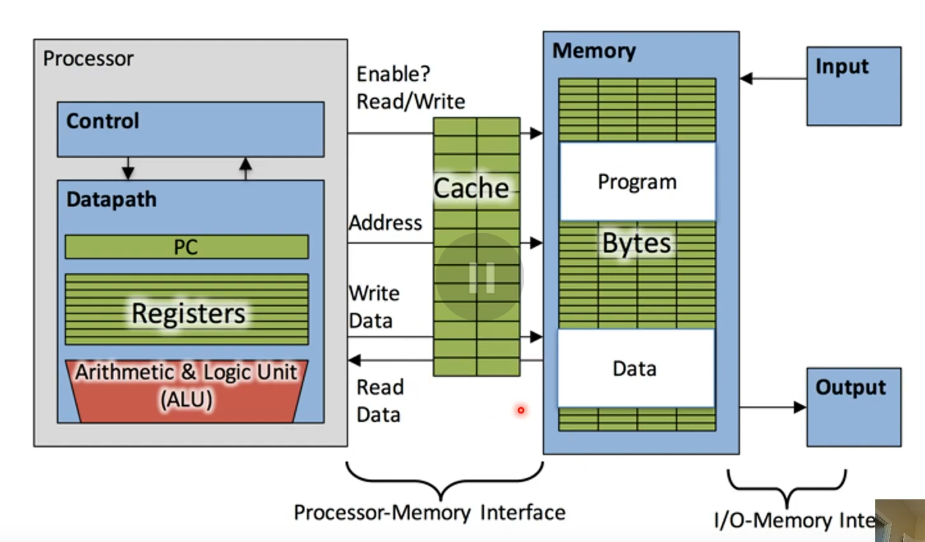 Processor
Control
Datapath
PC
Registers
Arithmetic & Logic Unit
(ALU)
Enable?
Read/Write
Cache
Address
Write
Data
Read
Data
Memory
Program
Bytes
Data
Input
Output
Processor-Memory Interface
I/O-Memory Inte